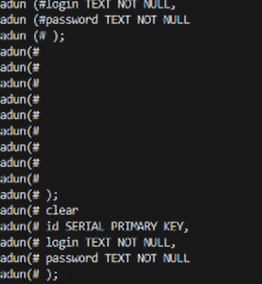 adun (#login TEXT NOT NULL,
adun (#password TEXT NOT NULL
adun (# );
adun(#
adun(#
adun(#
adun(#
adun(#
adun(#
adun(#
adun(#
adun(#
adun(# );
adun(# clear
adun(# id SERIAL PRIMARY KEY,
adun(# login TEXT NOT NULL,
adun(# password TEXT NOT NULL
adun(# );